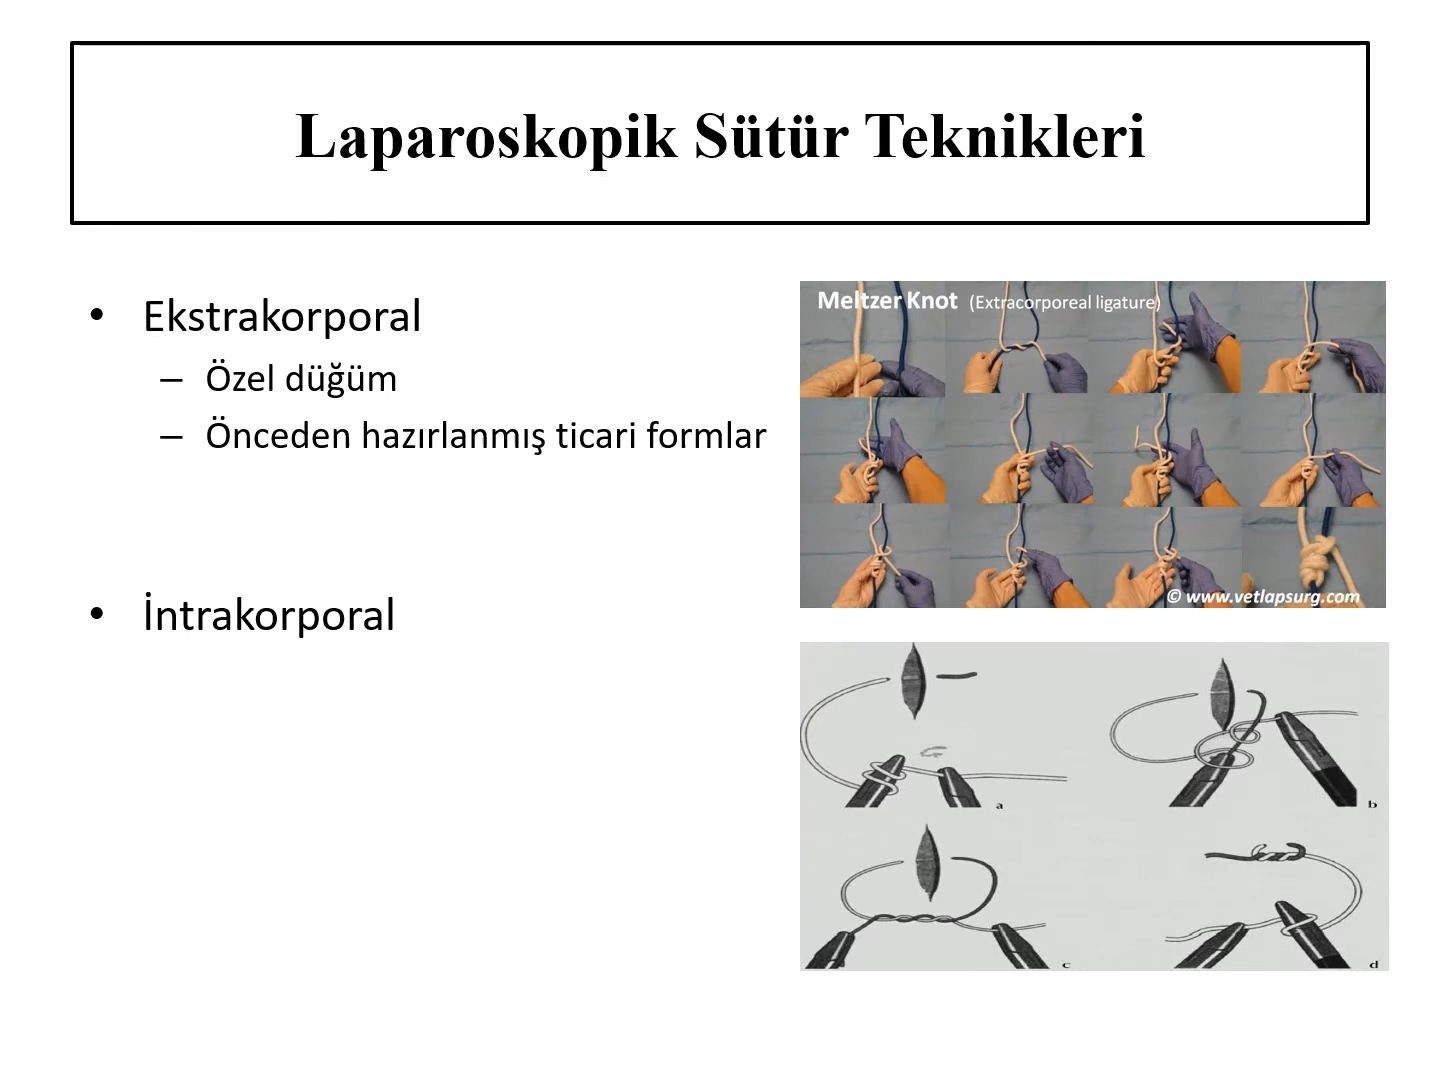 Laparoskopik Sütür Teknikleri
• Ekstrakorporal
– Özel düğüm
– Önceden hazırlanmış ticari formlar
• İntrakorporal
Meltzer Knot (Extracorporeal ligature)
© www.vetlapsurg.com
a
b
c
d